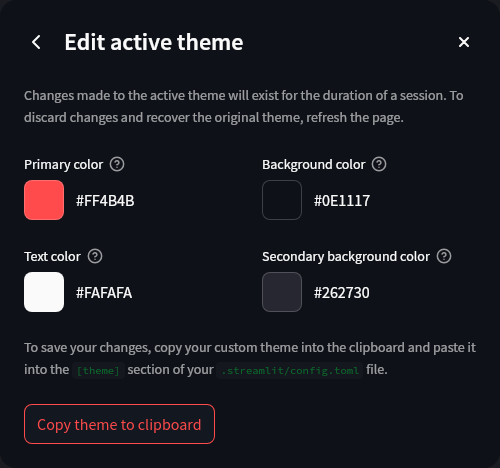 Edit active theme
Changes made to the active theme will exist for the duration of a session. To
discard changes and recover the original theme, refresh the page.
Primary color
Background color
#FF4B4B
#0E1117
Text color
Secondary background color
#FAFAFA
#262730
To save your changes, copy your custom theme into the clipboard and paste it
into the [theme] section of your .streamlit/config.toml file.
Copy theme to clipboard